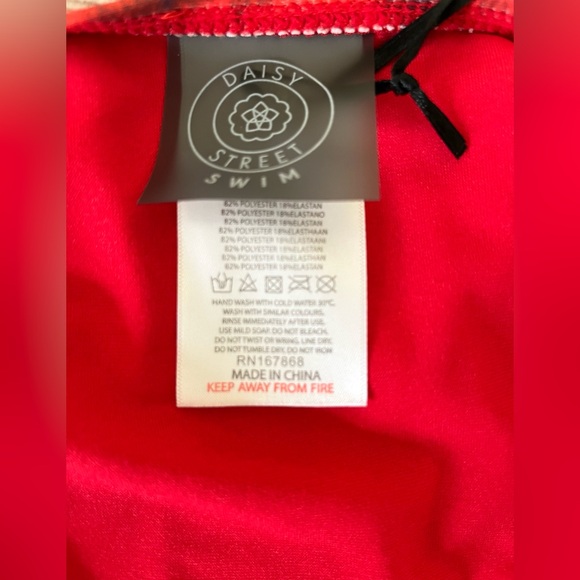 DAISY
STREET
SWIM
82% POLYESTER 18%ELASTAN
82% POLYESTER 18%ELASTANO
82% POLYESTER 18%ELASTAN
82% POLYESTER 18%ELASTHAAN
82% POLYESTER 18%ELASTAANI
82% POLYESTER 18%ELASTAN
82% POLYESTER 18%ELASTHAN
82% POLYESTER 18%ELASTAN
HAND WASH WITH COLD WATER 30°C.
WASH WITH SIMILAR COLOURS.
RINSE IMMEDIATELY AFTER USE.
USE MILD SOAP. DO NOT BLEACH.
DO NOT TWIST OR WRING. LINE DRY.
DO NOT TUMBLE DRY. DO NOT IRON
RN167868
MADE IN CHINA
KEEP AWAY FROM FIRE